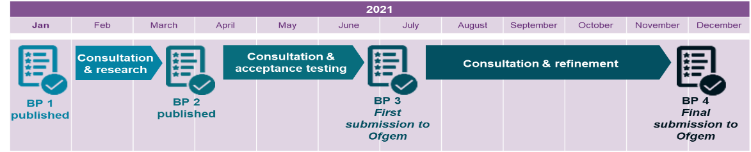 2021
Jan Feb March April May June July August September October November December
Consultation
& research
Consultation &
acceptance testing
Consultation & refinement
BP 1
published
BP 2
published
BP 3
First
submission to
Ofgem
BP 4
Final
submission to
Ofgem